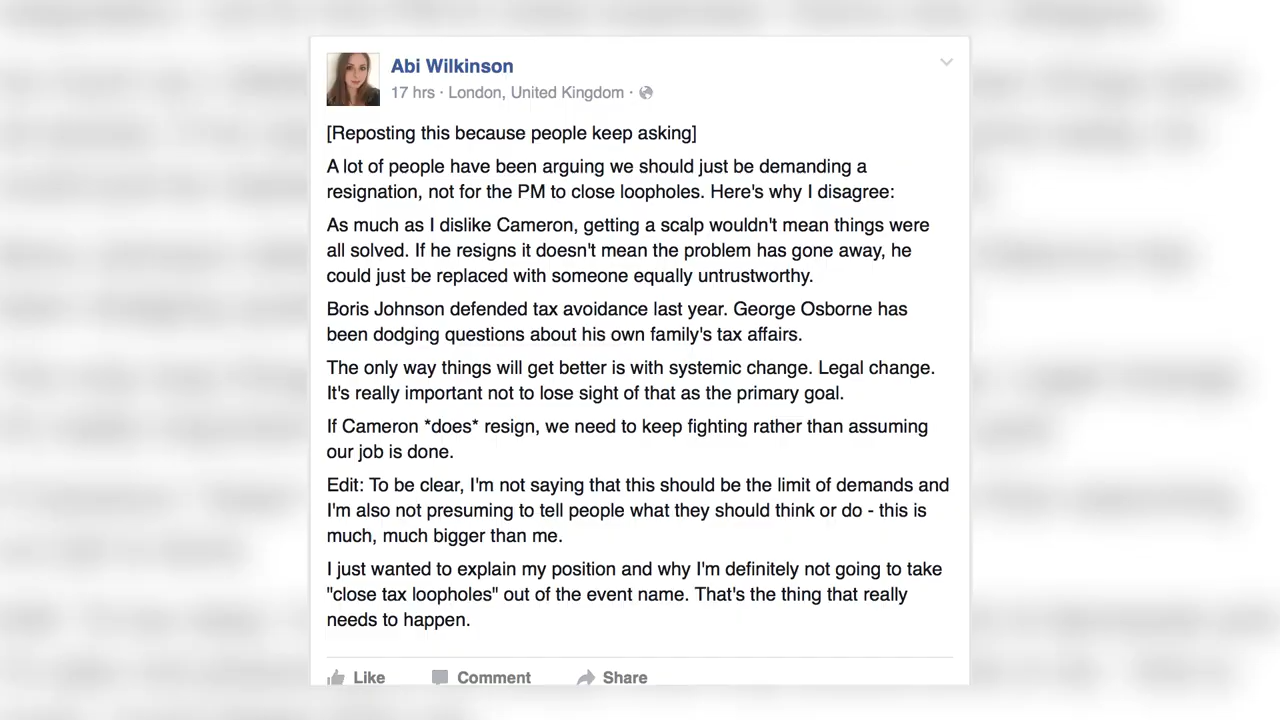 Abi Wilkinson
17 hrs · London, United Kingdom ·
[Reposting this because people keep asking]
A lot of people have been arguing we should just be demanding a
resignation, not for the PM to close loopholes. Here's why I disagree:
As much as I dislike Cameron, getting a scalp wouldn't mean things were
all solved. If he resigns it doesn't mean the problem has gone away, he
could just be replaced with someone equally untrustworthy.
Boris Johnson defended tax avoidance last year. George Osborne has
been dodging questions about his own family's tax affairs.
The only way things will get better is with systemic change. Legal change.
It's really important not to lose sight of that as the primary goal.
If Cameron *does* resign, we need to keep fighting rather than assuming
our job is done.
Edit: To be clear, I'm not saying that this should be the limit of demands and
I'm also not presuming to tell people what they should think or do - this is
much, much bigger than me.
I just wanted to explain my position and why I'm definitely not going to take
"close tax loopholes" out of the event name. That's the thing that really
needs to happen.
Like Comment Share